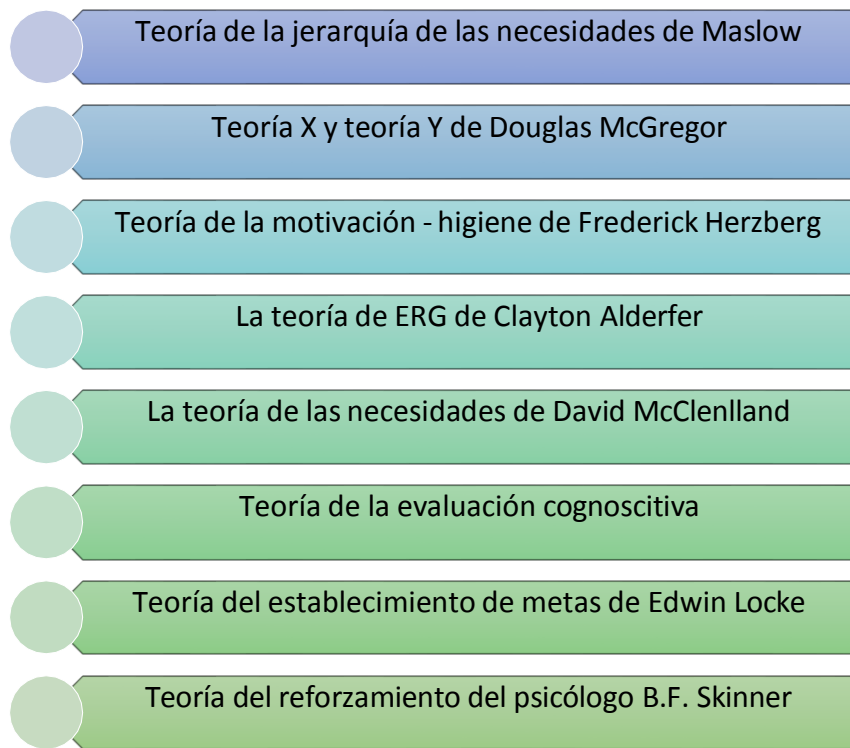 Teoría de la jerarquía de las necesidades de Maslow
Teoría X y teoría Y de Douglas McGregor
Teoría de la motivación - higiene de Frederick Herzberg
La teoría de ERG de Clayton Alderfer
La teoría de las necesidades de David McClenlland
Teoría de la evaluación cognoscitiva
Teoría del establecimiento de metas de Edwin Locke
Teoría del reforzamiento del psicólogo B.F. Skinner